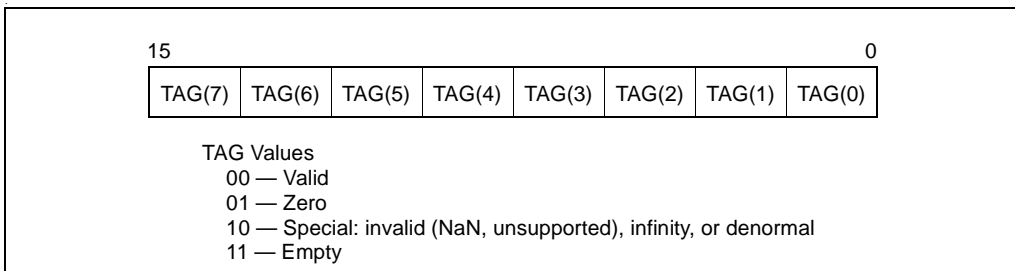 15 0
TAG(7) TAG(6) TAG(5) TAG(4) TAG(3) TAG(2) TAG(1) TAG(0)
TAG Values
00 — Valid
01 — Zero
10 — Special: invalid (NaN, unsupported), infinity, or denormal
11 — Empty